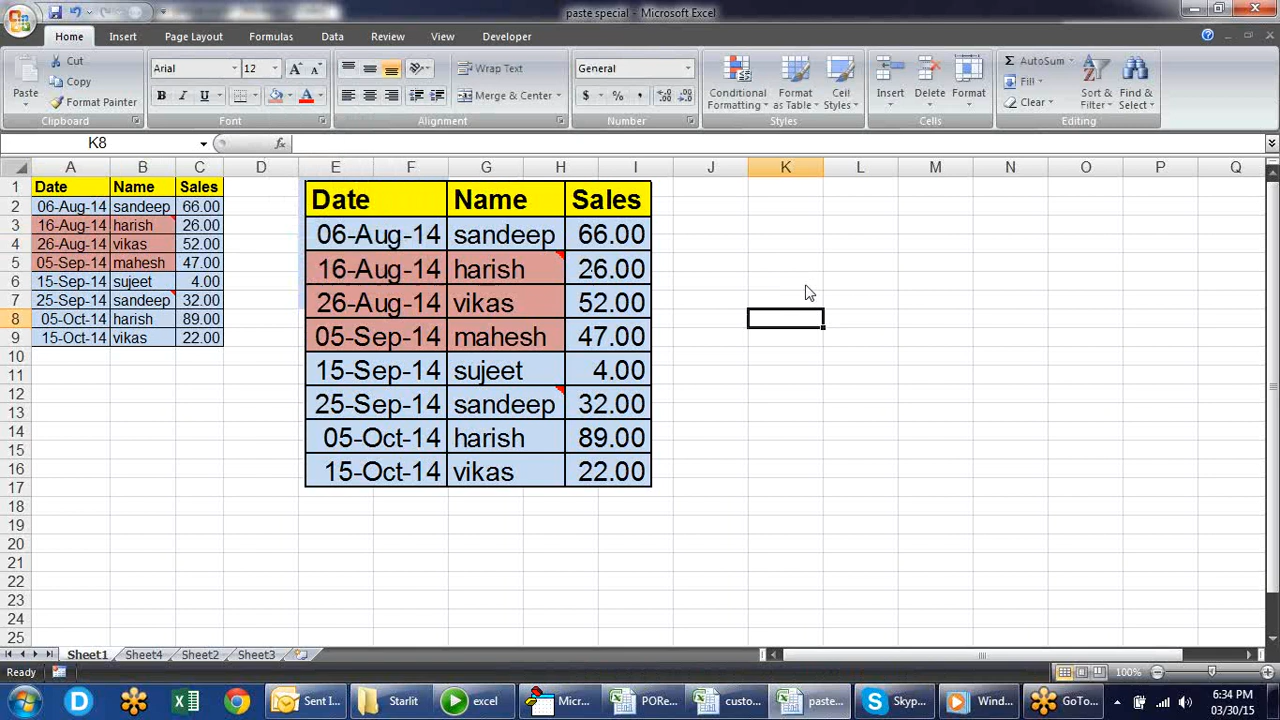 paste special - Microsoft Excel
Home Insert Page Layout Formulas Data Review View Developer
Paste Cut Copy Format Painter Clipboard
Arial 12 B I U A A A Font
Wrap Text Merge & Center Alignment
General $ % , Number
Conditional Formatting Format as Table Cell Styles Styles
Insert Delete Format Cells
Σ AutoSum Fill Clear Sort & Filter Find & Select Editing
K8 fx
A B C D E F G H I J K L M N O P Q
1 Date Name Sales
2 06-Aug-14 sandeep 66.00
3 16-Aug-14 harish 26.00
4 26-Aug-14 vikas 52.00
5 05-Sep-14 mahesh 47.00
6 15-Sep-14 sujeet 4.00
7 25-Sep-14 sandeep 32.00
8 05-Oct-14 harish 89.00
9 15-Oct-14 vikas 22.00
10
11
12
13
14
15
16
17
18
19
20
21
22
23
24
25
Date Name Sales
06-Aug-14 sandeep 66.00
16-Aug-14 harish 26.00
26-Aug-14 vikas 52.00
05-Sep-14 mahesh 47.00
15-Sep-14 sujeet 4.00
25-Sep-14 sandeep 32.00
05-Oct-14 harish 89.00
15-Oct-14 vikas 22.00
Sheet1 Sheet4 Sheet2 Sheet3
Ready 100%
D Sent I... Starlit excel Micr... PORe... custo... paste... Skyp... Wind... GoTo... 6:34 PM
03/30/15